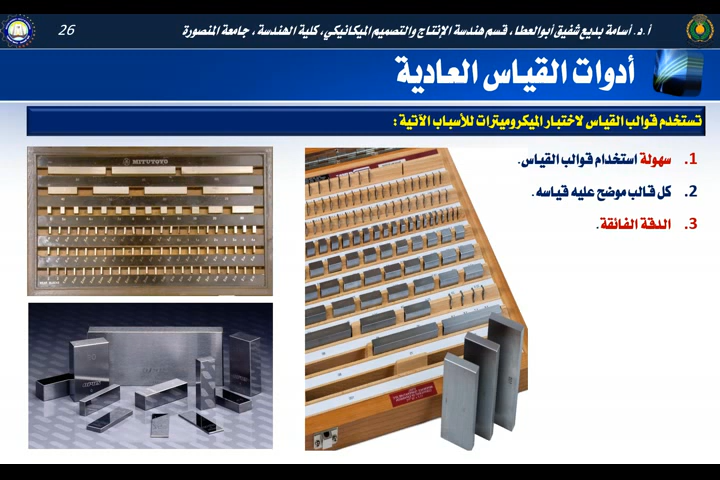 أ.د. أسامة بديع شفيق أبوالعطا، قسم هندسة الإنتاج والتصميم الميكانيكي، كلية الهندسة، جامعة المنصورة
26
أدوات القياس العادية
تستخدم قوالب القياس لاختبار الميكروميترات للأسباب الآتية :
1. سهولة استخدام قوالب القياس.
2. كل قالب موضح عليه قياسه.
3. الدقة الفائقة.
MITUTOYO